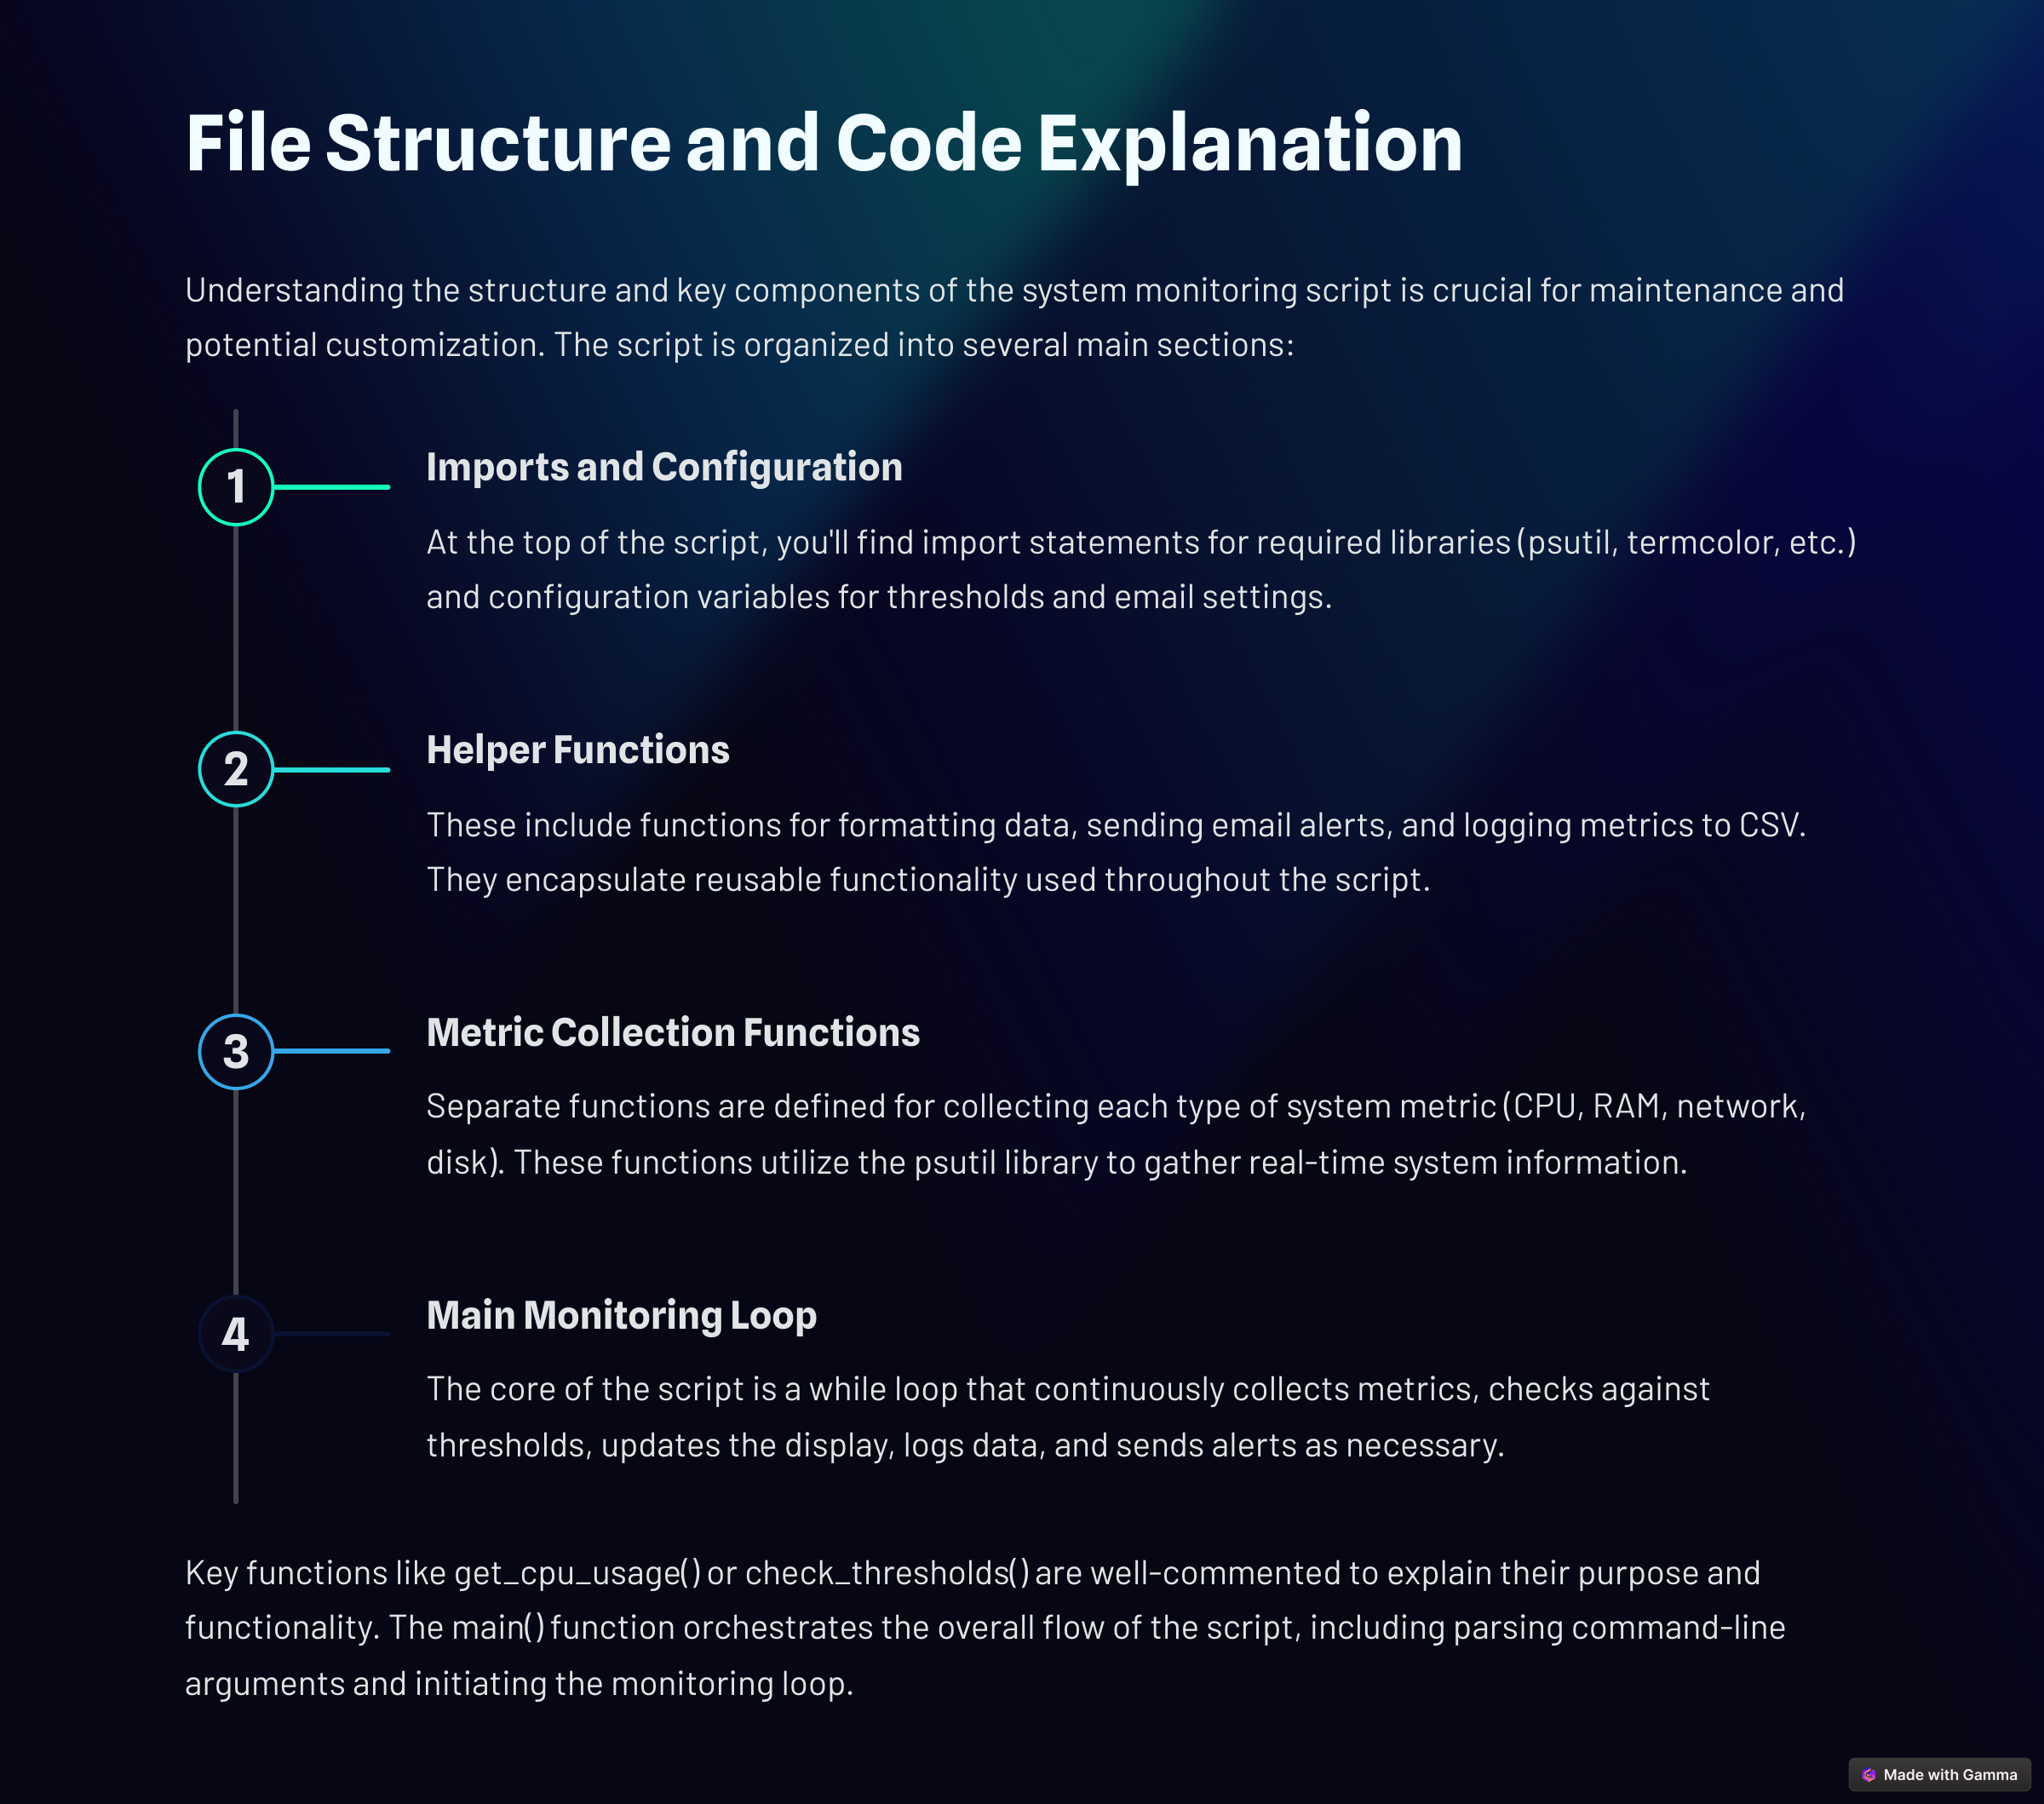 File Structure and Code Explanation
Understanding the structure and key components of the system monitoring script is crucial for maintenance and
potential customization. The script is organized into several main sections:
1
Imports and Configuration
At the top of the script, you'll find import statements for required libraries (psutil, termcolor, etc.)
and configuration variables for thresholds and email settings.
2
Helper Functions
These include functions for formatting data, sending email alerts, and logging metrics to CSV.
They encapsulate reusable functionality used throughout the script.
3
Metric Collection Functions
Separate functions are defined for collecting each type of system metric (CPU, RAM, network,
disk). These functions utilize the psutil library to gather real-time system information.
4
Main Monitoring Loop
The core of the script is a while loop that continuously collects metrics, checks against
thresholds, updates the display, logs data, and sends alerts as necessary.
Key functions like get_cpu_usage() or check_thresholds() are well-commented to explain their purpose and
functionality. The main() function orchestrates the overall flow of the script, including parsing command-line
arguments and initiating the monitoring loop.
Made with Gamma